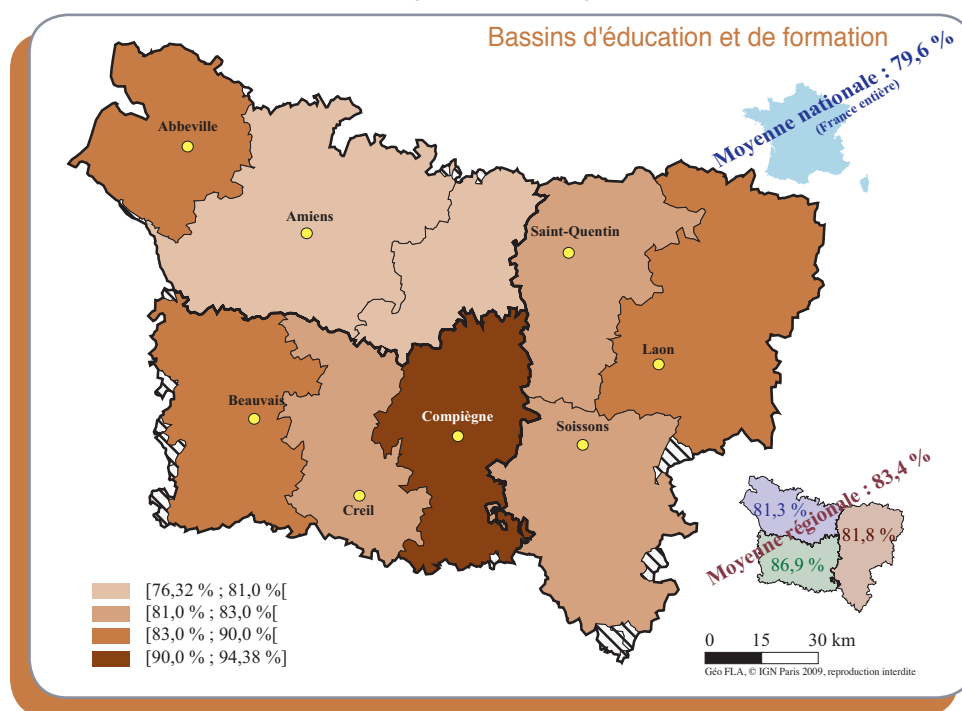 Bassins d'éducation et de formation
Moyenne nationale : 79,6 %
(France entière)
Abbeville
Amiens
Saint-Quentin
Laon
Beauvais
Compiègne
Soissons
Creil
Moyenne régionale : 83,4 %
81,3 %
81,8 %
86,9 %
[76,32 % ; 81,0 %[
[81,0 % ; 83,0 %[
[83,0 % ; 90,0 %[
[90,0 % ; 94,38 %]
0 15 30 km
Géo FLA, © IGN Paris 2009, reproduction interdite